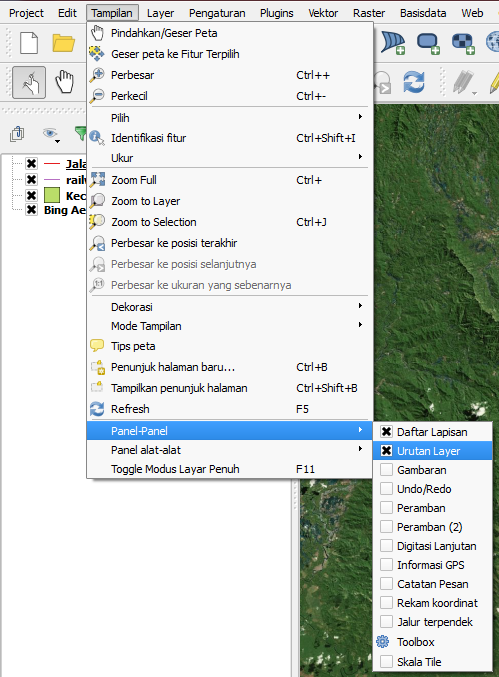 Project Edit Tampilan Layer Pengaturan Plugins Vektor Raster Basisdata Web
Pindahkan/Geser Peta
Geser peta ke Fitur Terpilih
Perbesar Ctrl++
Perkecil Ctrl+-
Pilih
Identifikasi fitur Ctrl+Shift+I
Ukur
Zoom Full Ctrl+
Zoom to Layer
Zoom to Selection Ctrl+J
Perbesar ke posisi terakhir
Perbesar ke posisi selanjutnya
Perbesar ke ukuran yang sebenarnya
Dekorasi
Mode Tampilan
Tips peta
Penunjuk halaman baru... Ctrl+B
Tampilkan penunjuk halaman Ctrl+Shift+B
Refresh F5
Panel-Panel
Panel alat-alat
Toggle Modus Layar Penuh F11
Jala
rail
Kec
Bing Ae
Daftar Lapisan
Urutan Layer
Gambaran
Undo/Redo
Peramban
Peramban (2)
Digitasi Lanjutan
Informasi GPS
Catatan Pesan
Rekam koordinat
Jalur terpendek
Toolbox
Skala Tile